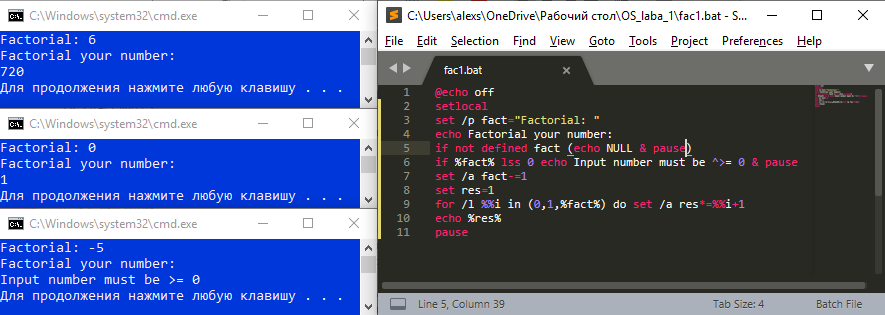 C:\Windows\system32\cmd.exe
Factorial: 6
Factorial your number:
720
Для продолжения нажмите любую клавишу . . .
C:\Windows\system32\cmd.exe
Factorial: 0
Factorial your number:
1
Для продолжения нажмите любую клавишу . . .
C:\Windows\system32\cmd.exe
Factorial: -5
Factorial your number:
Input number must be >= 0
Для продолжения нажмите любую клавишу . . .
C:\Users\alexs\OneDrive\Рабочий стол\OS_laba_1\fac1.bat - S...
File Edit Selection Find View Goto Tools Project Preferences Help
fac1.bat
1 @echo off
2 setlocal
3 set /p fact="Factorial: "
4 echo Factorial your number:
5 if not defined fact (echo NULL & pause)
6 if %fact% lss 0 echo Input number must be ^>= 0 & pause
7 set /a fact-=1
8 set res=1
9 for /l %%i in (0,1,%fact%) do set /a res*=%%i+1
10 echo %res%
11 pause
Line 5, Column 39 Tab Size: 4 Batch File